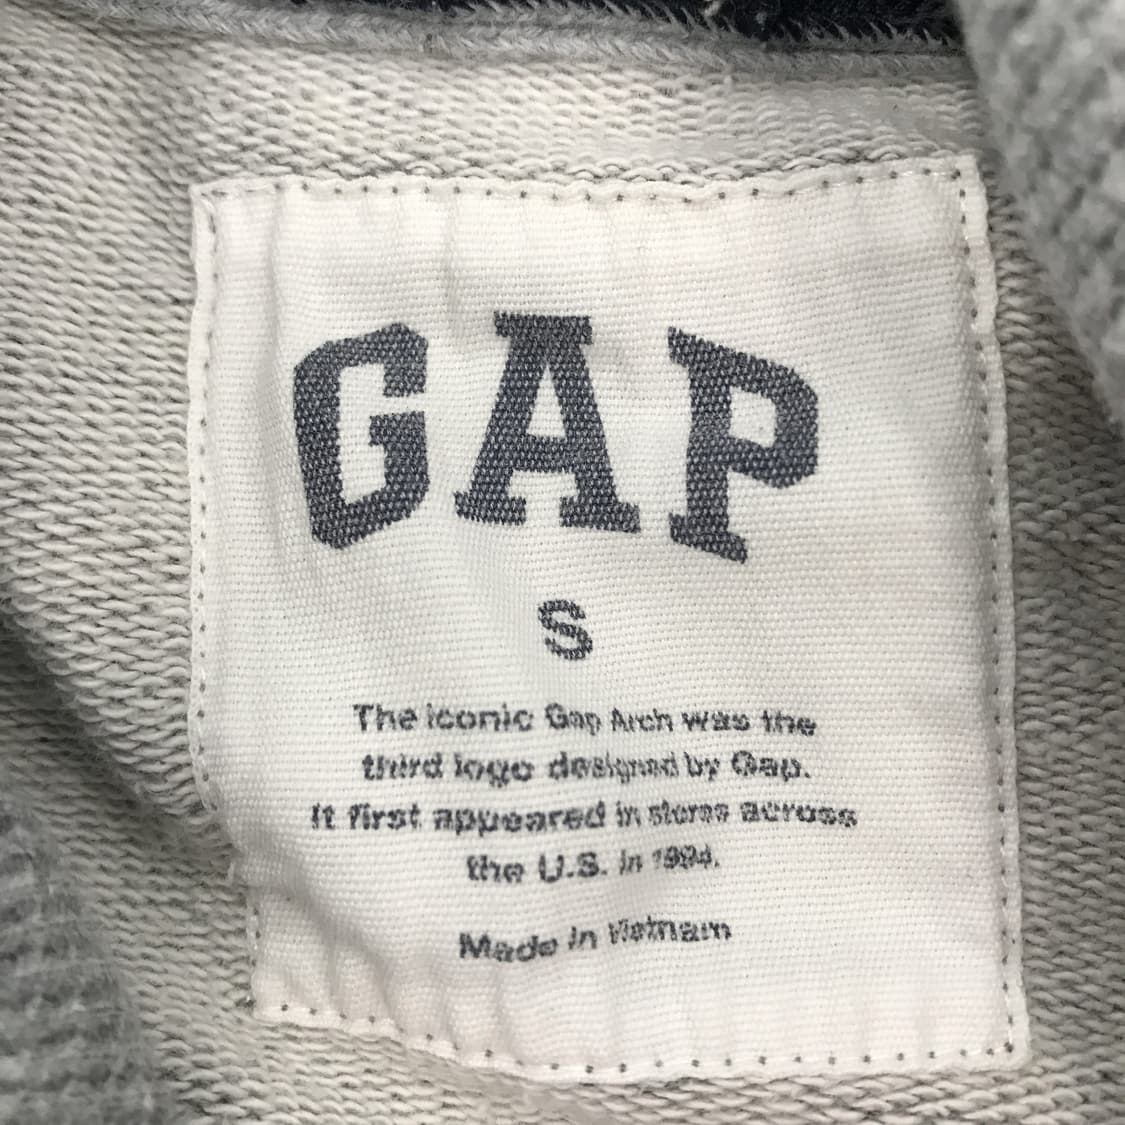 GAP
S
The iconic Gap Arch was the
third logo designed by Gap.
It first appeared in stores across
the U.S. in 1994.
Made in Vietnam